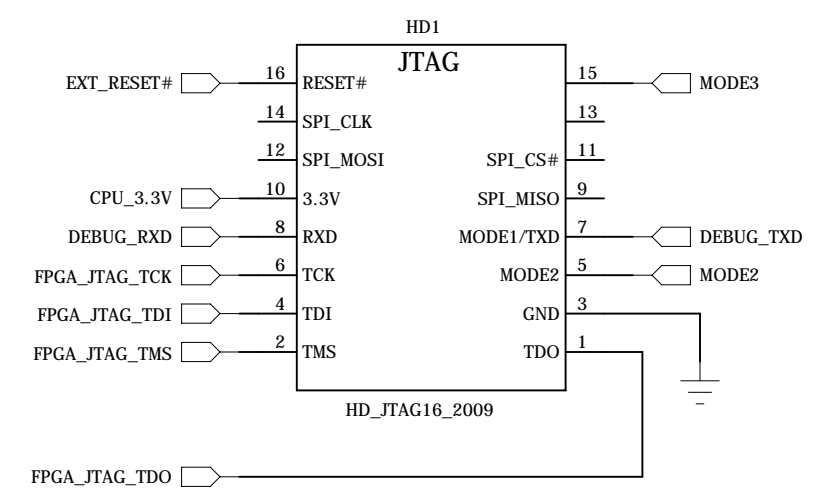 HD1
JTAG
EXT_RESET# 16 RESET# 15 MODE3
14 SPI_CLK 13
12 SPI_MOSI SPI_CS# 11
CPU_3.3V 10 3.3V SPI_MISO 9
DEBUG_RXD 8 RXD MODE1/TXD 7 DEBUG_TXD
FPGA_JTAG_TCK 6 TCK MODE2 5 MODE2
FPGA_JTAG_TDI 4 TDI GND 3
FPGA_JTAG_TMS 2 TMS TDO 1
HD_JTAG16_2009
FPGA_JTAG_TDO